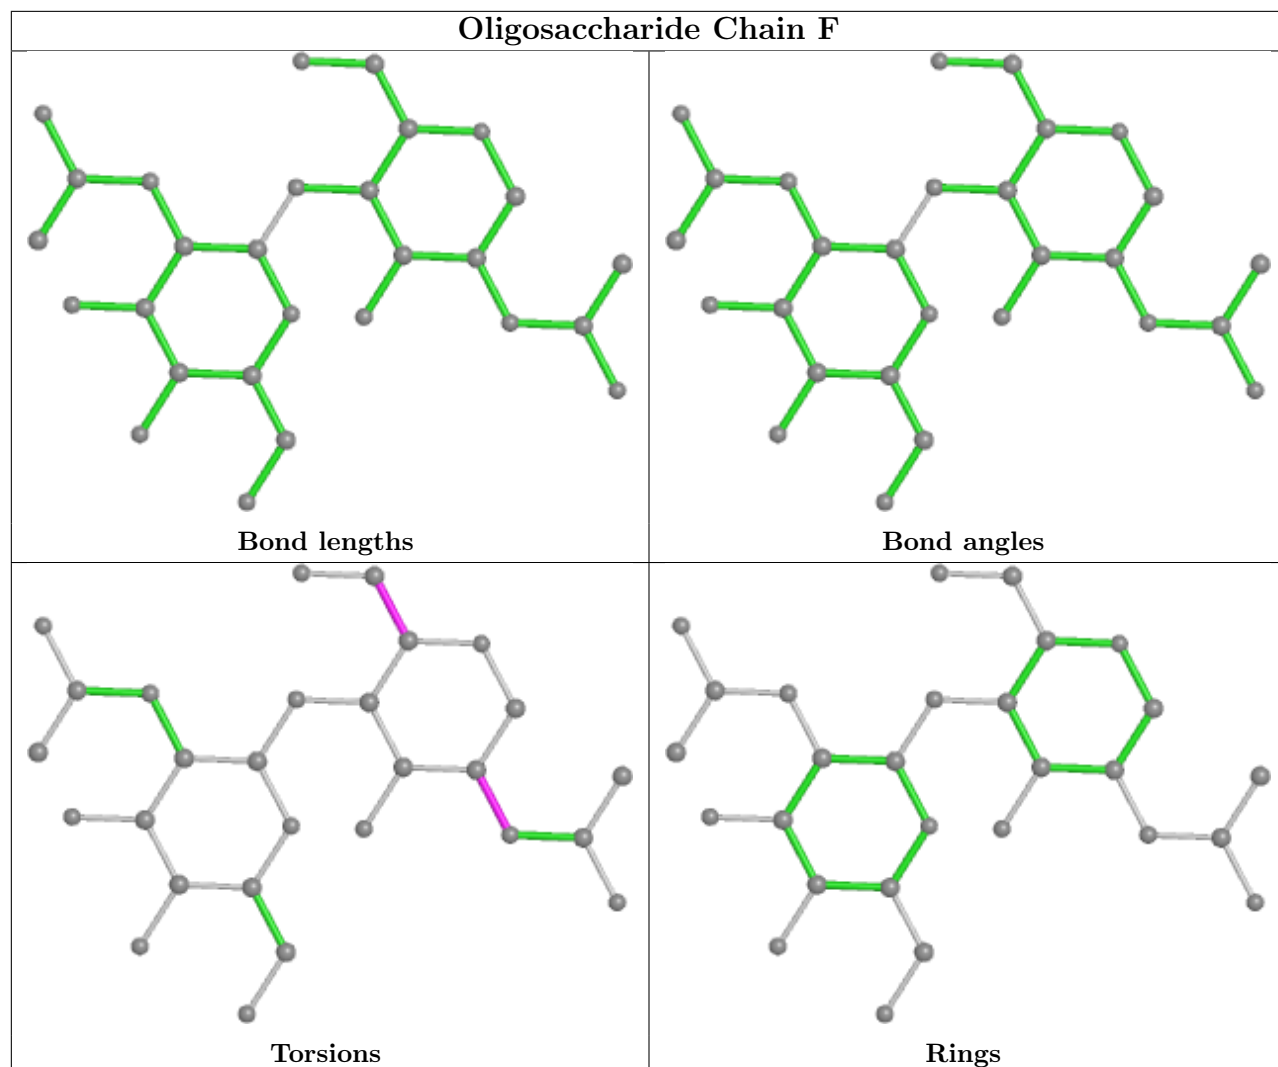 Oligosaccharide Chain F
Bond lengths
Bond angles
Torsions
Rings